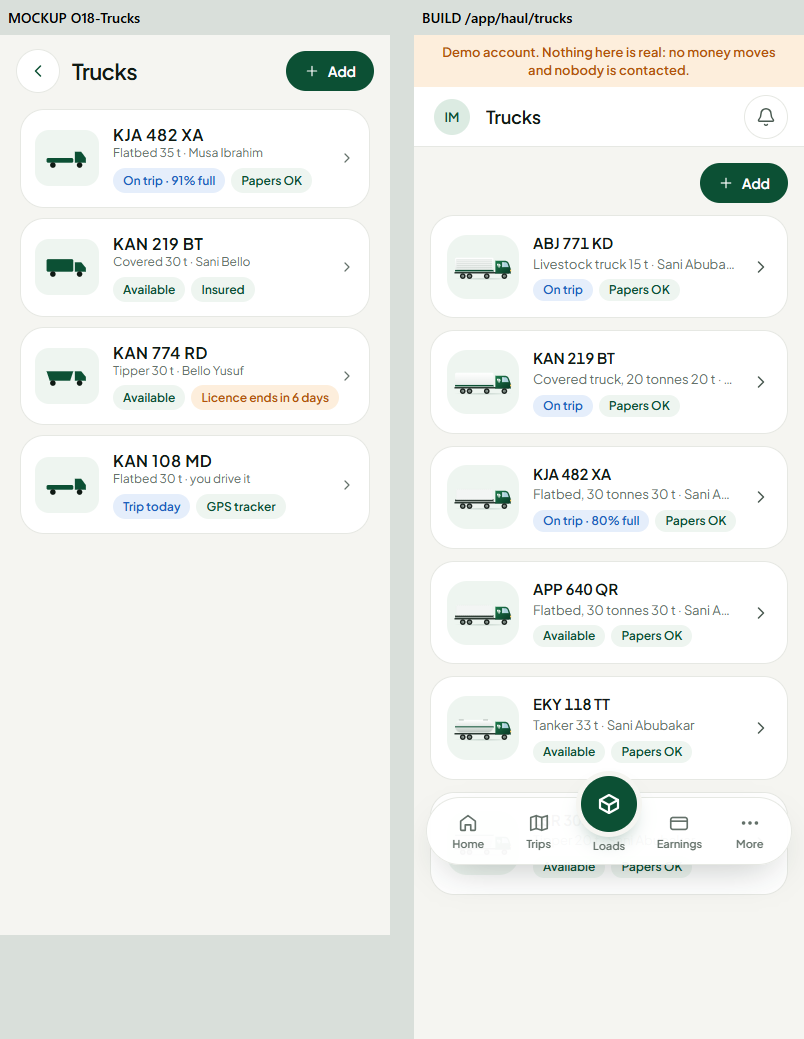 MOCKUP O18-Trucks
Trucks
Add
KJA 482 XA
Flatbed 35 t · Musa Ibrahim
On trip · 91% full
Papers OK
KAN 219 BT
Covered 30 t · Sani Bello
Available
Insured
KAN 774 RD
Tipper 30 t · Bello Yusuf
Available
Licence ends in 6 days
KAN 108 MD
Flatbed 30 t · you drive it
Trip today
GPS tracker
BUILD /app/haul/trucks
Demo account. Nothing here is real: no money moves
and nobody is contacted.
IM
Trucks
Add
ABJ 771 KD
Livestock truck 15 t · Sani Abuba...
On trip
Papers OK
KAN 219 BT
Covered truck, 20 tonnes 20 t · ...
On trip
Papers OK
KJA 482 XA
Flatbed, 30 tonnes 30 t · Sani A...
On trip · 80% full
Papers OK
APP 640 QR
Flatbed, 30 tonnes 30 t · Sani A...
Available
Papers OK
EKY 118 TT
Tanker 33 t · Sani Abubakar
Available
Papers OK
Home
Trips
Loads
Earnings
More
Available
Papers OK